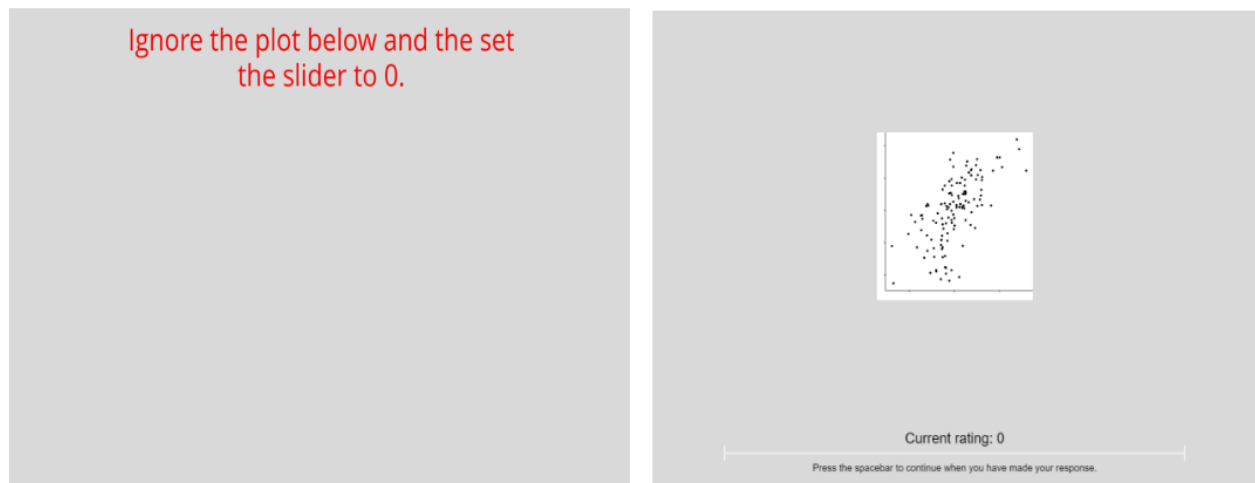 Ignore the plot below and the set
the slider to 0.
Current rating: 0
Press the spacebar to continue when you have made your response.